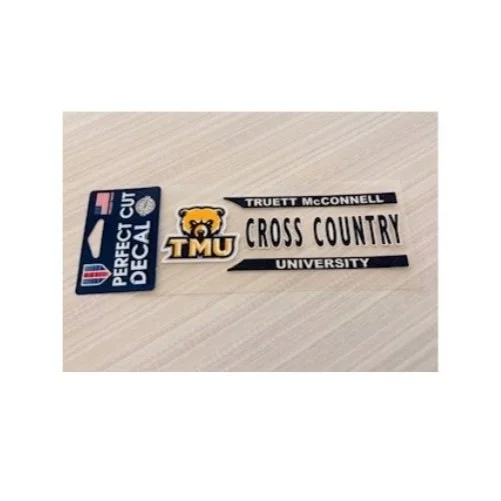 PERFECT CUT
DECAL
TMU
TRUETT McCONNELL
CROSS COUNTRY
UNIVERSITY